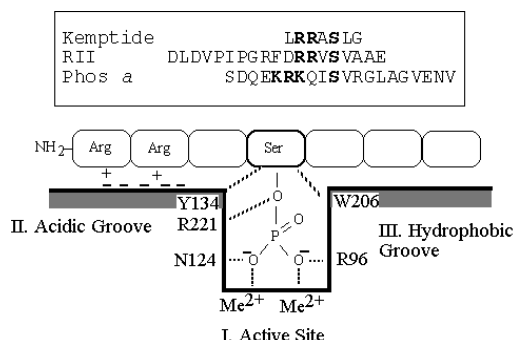 Kemptide LRRASLG
RII DLDVPIPGRFDRRVSVAAE
Phos a SDQEKRKQISVRGLAGVENV
NH2 Arg Arg Ser
+ +
Y134 O W206
II. Acidic Groove R221 III. Hydrophobic
Groove
P O
N124 O O R96
Me2+ Me2+
I. Active Site